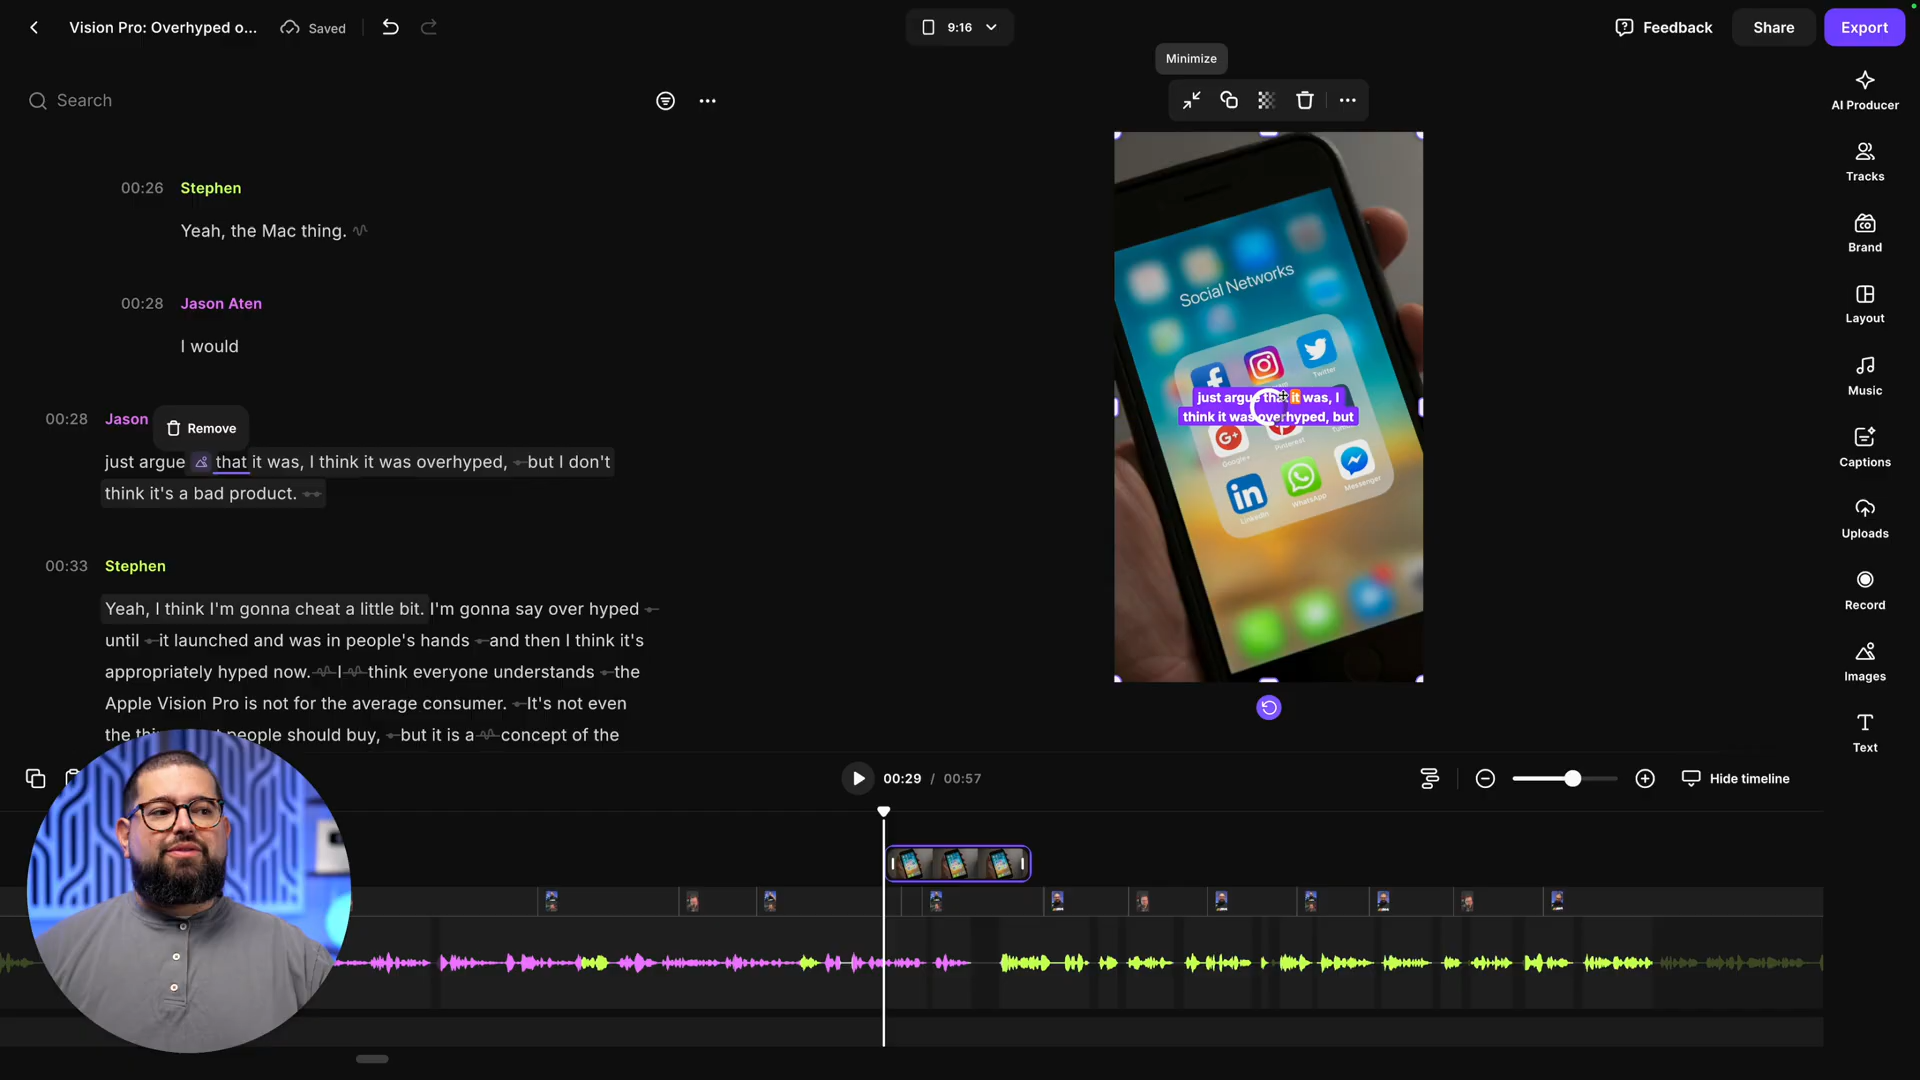 Vision Pro: Overhyped o...
Saved
9:16
Feedback
Share
Export
Minimize
Search
AI Producer
Tracks
Brand
Layout
Music
Captions
Uploads
Record
Images
Text
00:26 Stephen
Yeah, the Mac thing.
00:28 Jason Aten
I would
00:28 Jason
Remove
just argue that it was, I think it was overhyped, but I don't
think it's a bad product.
00:33 Stephen
Yeah, I think I'm gonna cheat a little bit. I'm gonna say over hyped
until it launched and was in people's hands and then I think it's
appropriately hyped now. I think everyone understands the
Apple Vision Pro is not for the average consumer. It's not even
people should buy, but it is a concept of the
Social Networks
Twitter
just argue that it was, I
think it was overhyped, but
Google+
Pinterest
LinkedIn
WhatsApp
Messenger
00:29 / 00:57
Hide timeline